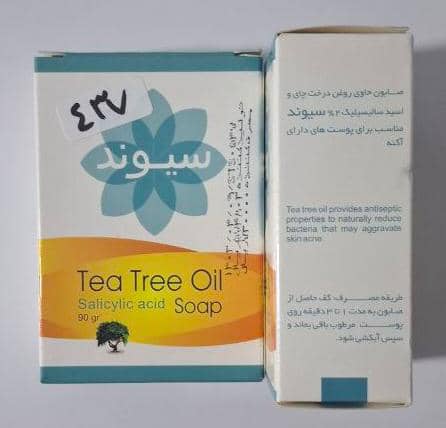 ۴۳۷
سیوند
Tea Tree Oil
Salicylic acid Soap
90 gr
صابون حاوی روغن درخت چای و
اسید سالیسیلیک ۲% سیوند
مناسب برای پوست های دارای
آکنه
Tea tree oil provides antiseptic
properties to naturally reduce
bacteria that may aggravate
skin acne.
طریقه مصرف: کف حاصل از
صابون به مدت ۱ تا ۳ دقیقه روی
پوست مرطوب باقی بماند و
سپس آبکشی شود.